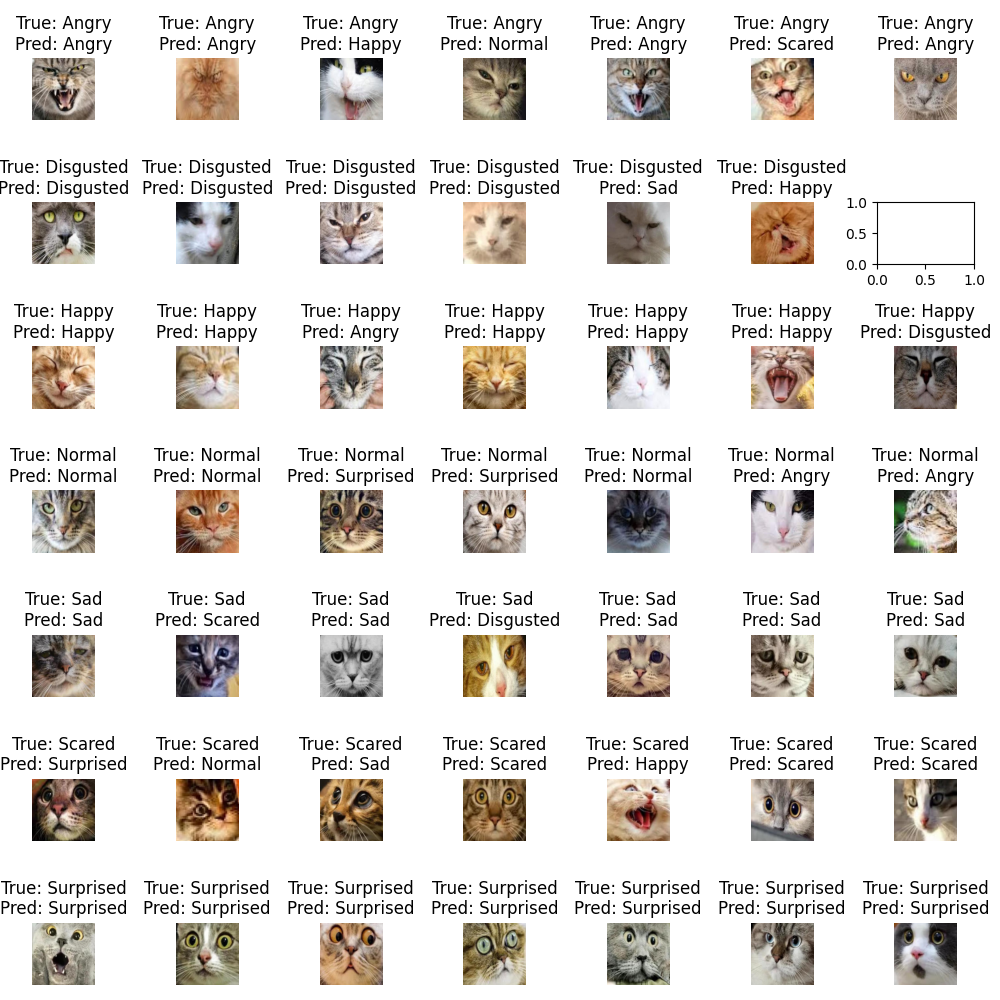 True: Angry True: Angry True: Angry True: Angry True: Angry True: Angry True: Angry
Pred: Angry Pred: Angry Pred: Happy Pred: Normal Pred: Angry Pred: Scared Pred: Angry
True: Disgusted True: Disgusted True: Disgusted True: Disgusted True: Disgusted True: Disgusted
Pred: Disgusted Pred: Disgusted Pred: Disgusted Pred: Disgusted Pred: Sad Pred: Happy
1.0
0.5
0.0
0.0 0.5 1.0
True: Happy True: Happy True: Happy True: Happy True: Happy True: Happy True: Happy
Pred: Happy Pred: Happy Pred: Angry Pred: Happy Pred: Happy Pred: Happy Pred: Disgusted
True: Normal True: Normal True: Normal True: Normal True: Normal True: Normal True: Normal
Pred: Normal Pred: Normal Pred: Surprised Pred: Surprised Pred: Normal Pred: Angry Pred: Angry
True: Sad True: Sad True: Sad True: Sad True: Sad True: Sad True: Sad
Pred: Sad Pred: Scared Pred: Sad Pred: Disgusted Pred: Sad Pred: Sad Pred: Sad
True: Scared True: Scared True: Scared True: Scared True: Scared True: Scared True: Scared
Pred: Surprised Pred: Normal Pred: Sad Pred: Scared Pred: Happy Pred: Scared Pred: Scared
True: Surprised True: Surprised True: Surprised True: Surprised True: Surprised True: Surprised True: Surprised
Pred: Surprised Pred: Surprised Pred: Surprised Pred: Surprised Pred: Surprised Pred: Surprised Pred: Surprised